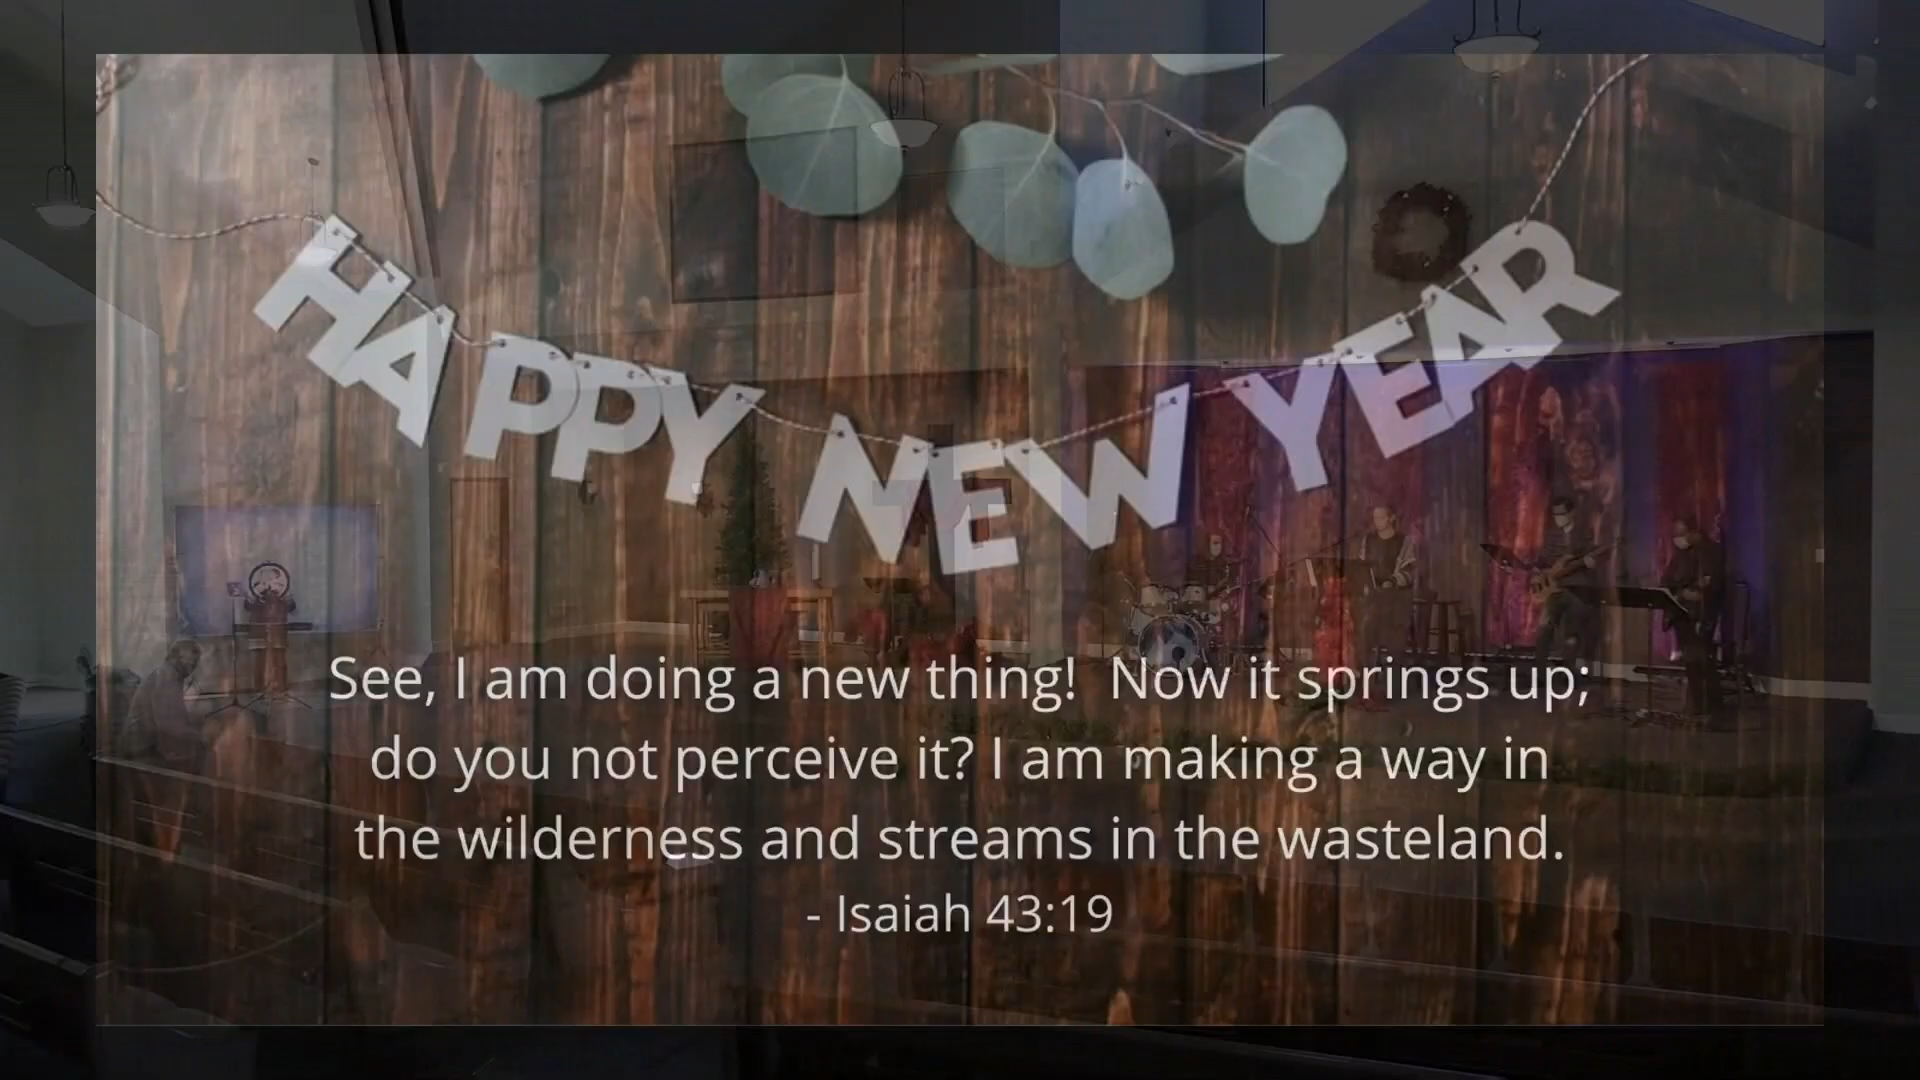 HAPPY NEW YEAR
See, I am doing a new thing!  Now it springs up;
do you not perceive it? I am making a way in
the wilderness and streams in the wasteland.
- Isaiah 43:19